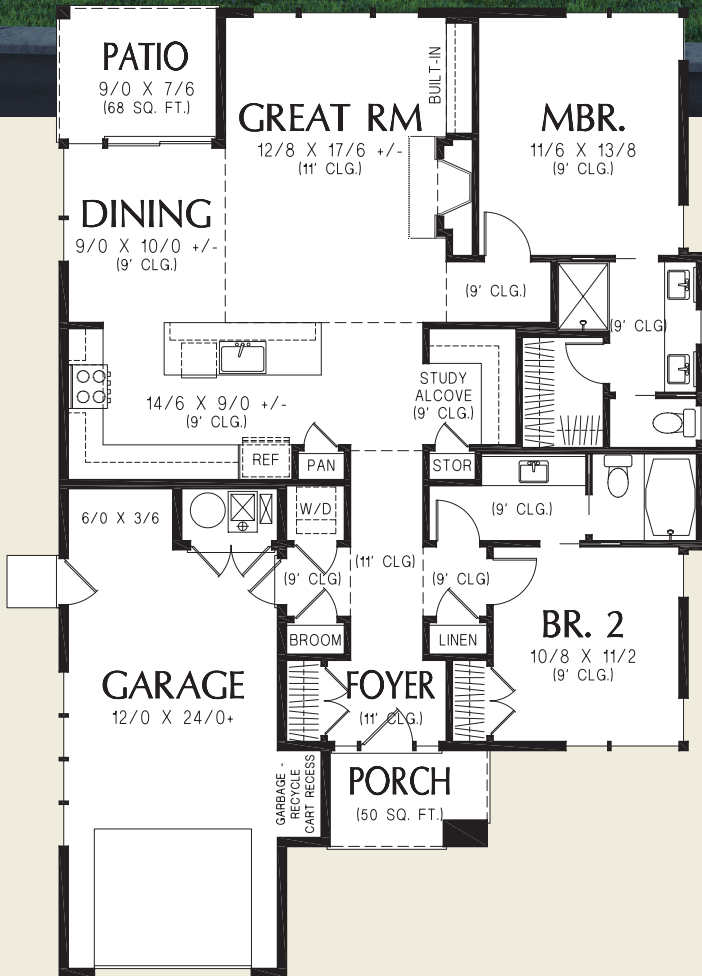 PATIO
9/0 X 7/6
(68 SQ. FT.)
BUILT-IN
GREAT RM
12/8 X 17/6 +/-
(11' CLG.)
MBR.
11/6 X 13/8
(9' CLG.)
DINING
9/0 X 10/0 +/-
(9' CLG.)
(9' CLG.)
(9' CLG)
14/6 X 9/0 +/-
(9' CLG.)
STUDY
ALCOVE
(9' CLG.)
REF
PAN
STOR
6/0 X 3/6
W/D
(9' CLG.)
(9' CLG)
(11' CLG)
(9' CLG)
BROOM
LINEN
BR. 2
10/8 X 11/2
(9' CLG.)
GARAGE
12/0 X 24/0+
FOYER
(11' CLG.)
GARBAGE -
RECYCLE
CART RECESS
PORCH
(50 SQ. FT.)